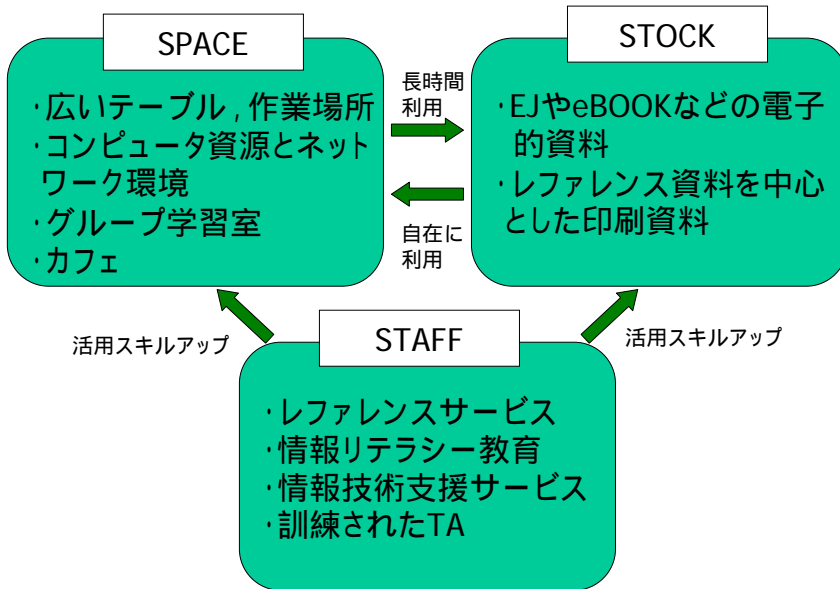 SPACE
・広いテーブル , 作業場所
・コンピュータ資源とネット
ワーク環境
・グループ学習室
・カフェ
長時間
利用
自在に
利用
STOCK
・EJやeBOOKなどの電子
的資料
・レファレンス資料を中心
とした印刷資料
活用スキルアップ
活用スキルアップ
STAFF
・レファレンスサービス
・情報リテラシー教育
・情報技術支援サービス
・訓練されたTA